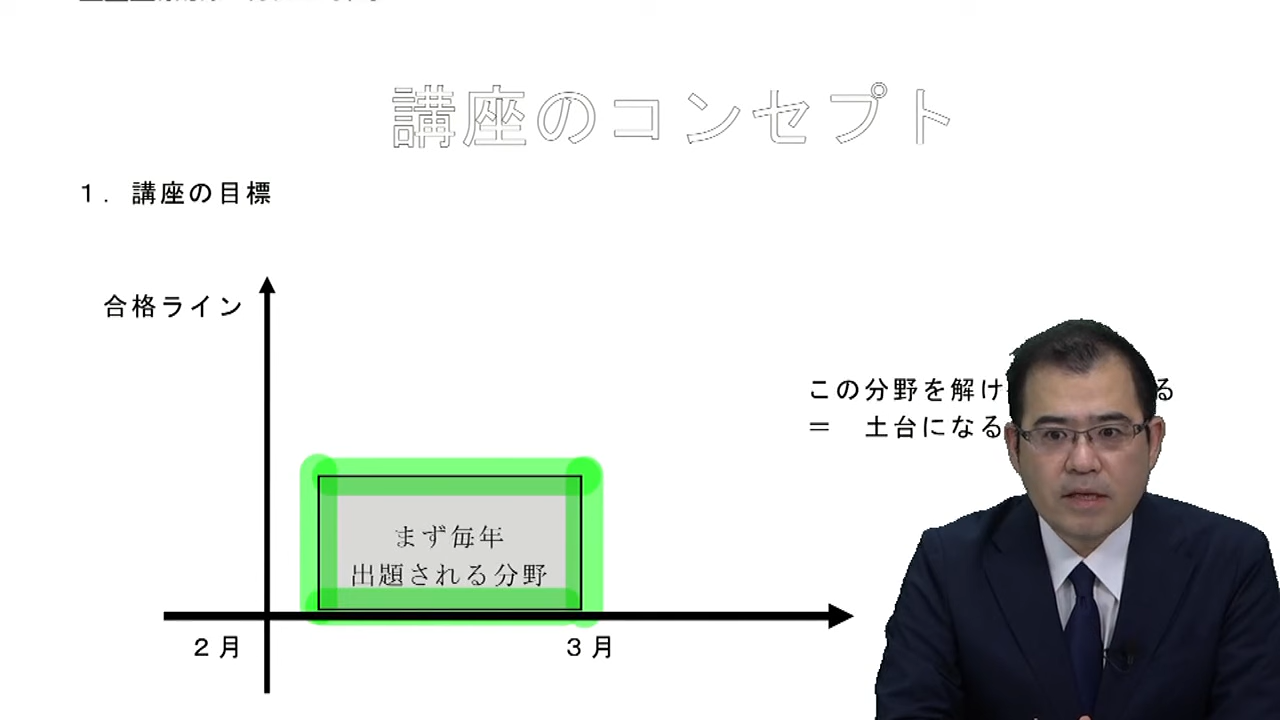 講座のコンセプト
1. 講座の目標
合格ライン
この分野を解け
る
= 土台になる
まず毎年
出題される分野
2月
3月